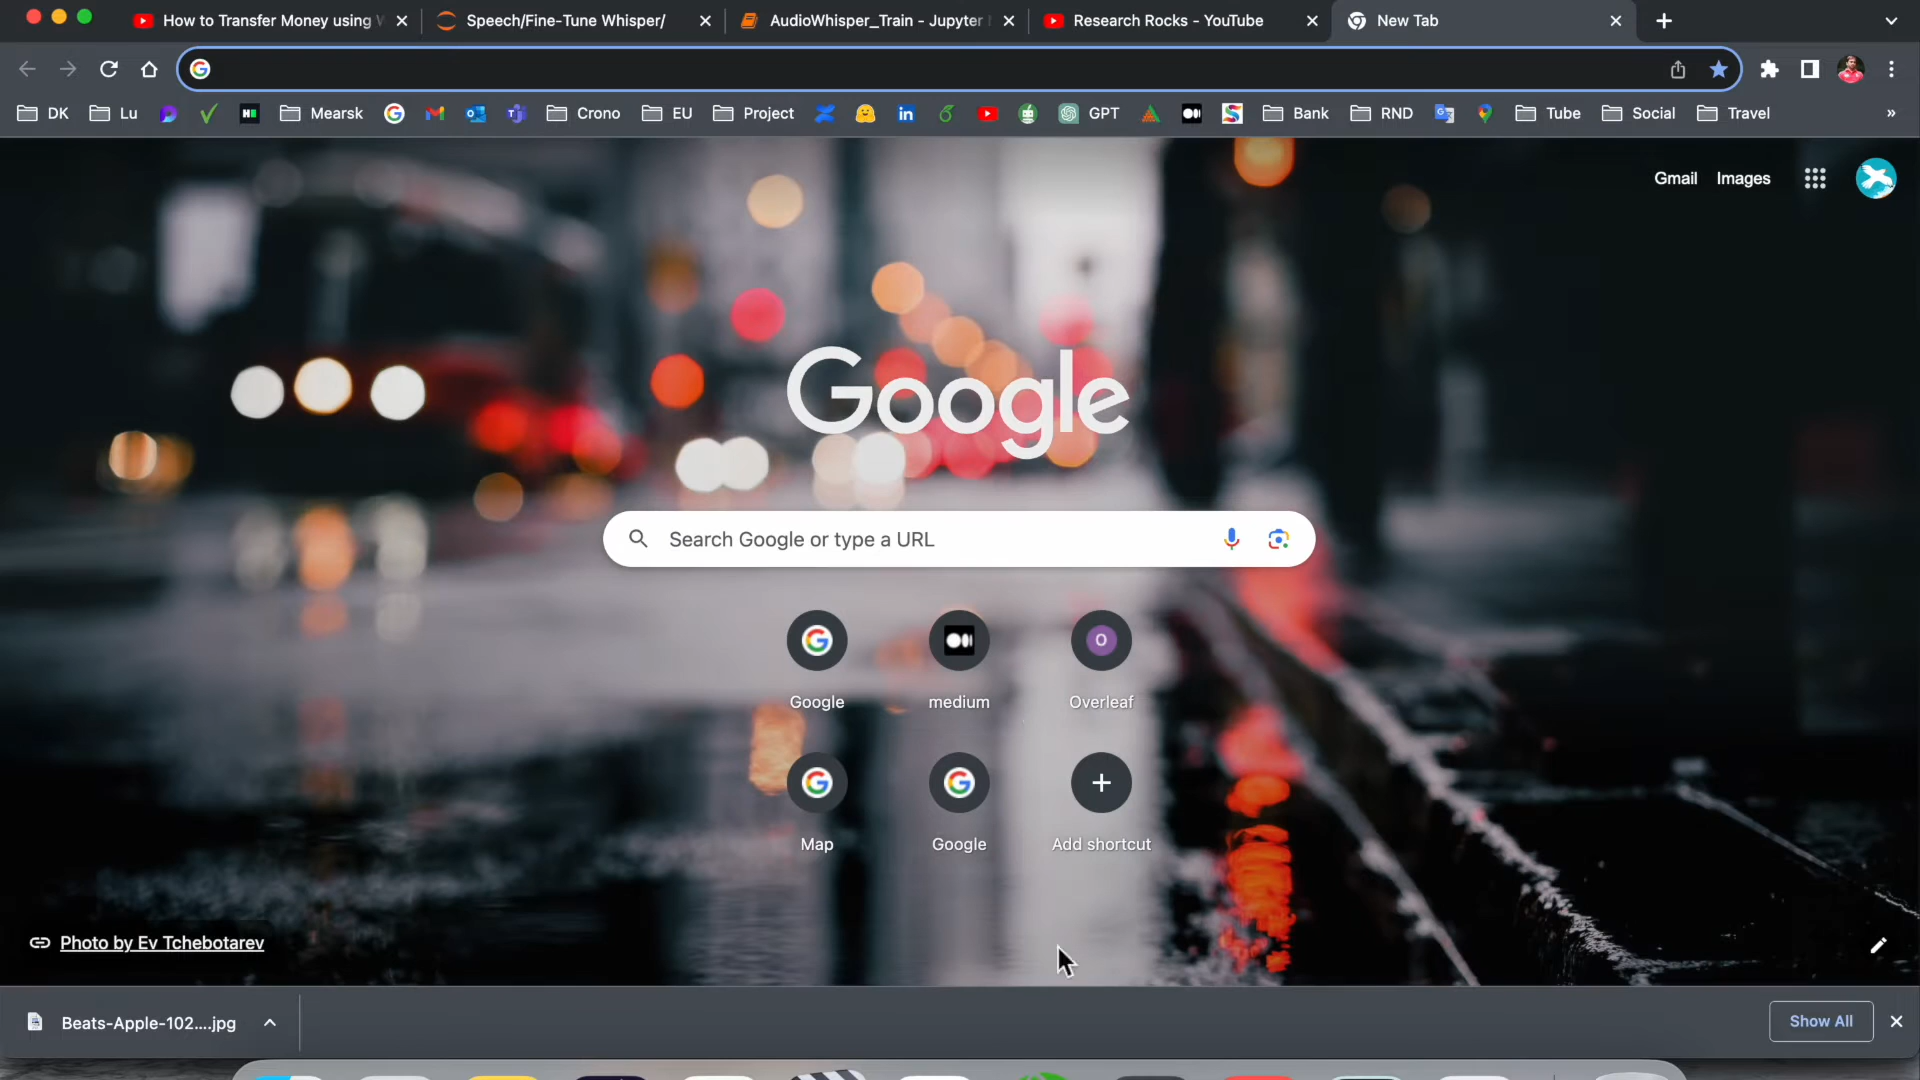 How to Transfer Money using
Speech/Fine-Tune Whisper/
AudioWhisper_Train - Jupyter
Research Rocks - YouTube
New Tab
DK
Lu
Mearsk
Crono
EU
Project
GPT
Bank
RND
Tube
Social
Travel
»
Gmail
Images
Google
Search Google or type a URL
Google
medium
O
Overleaf
Map
Google
Add shortcut
Photo by Ev Tchebotarev
Beats-Apple-102....jpg
Show All